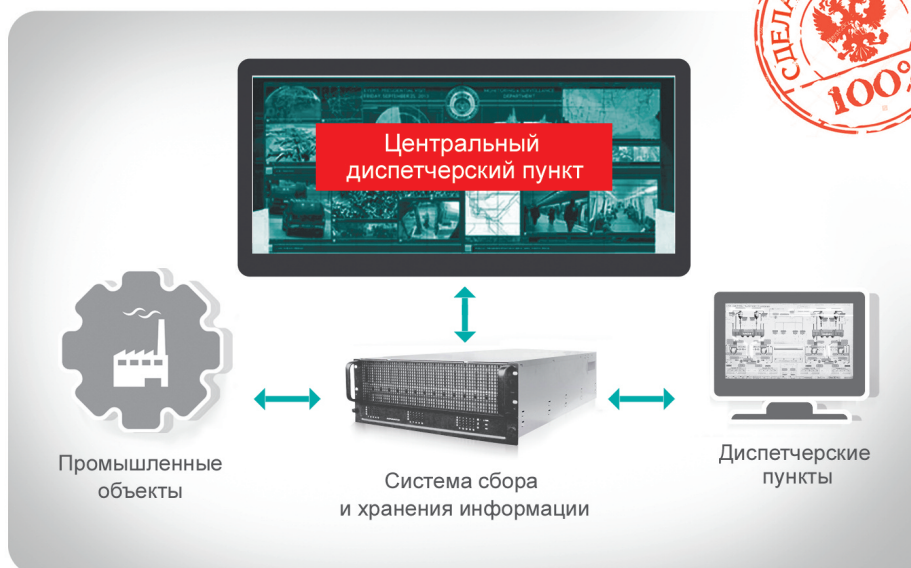 СДЕЛА
100%
Центральный
диспетчерский пункт
Промышленные
объекты
Система сбора
и хранения информации
Диспетчерские
пункты